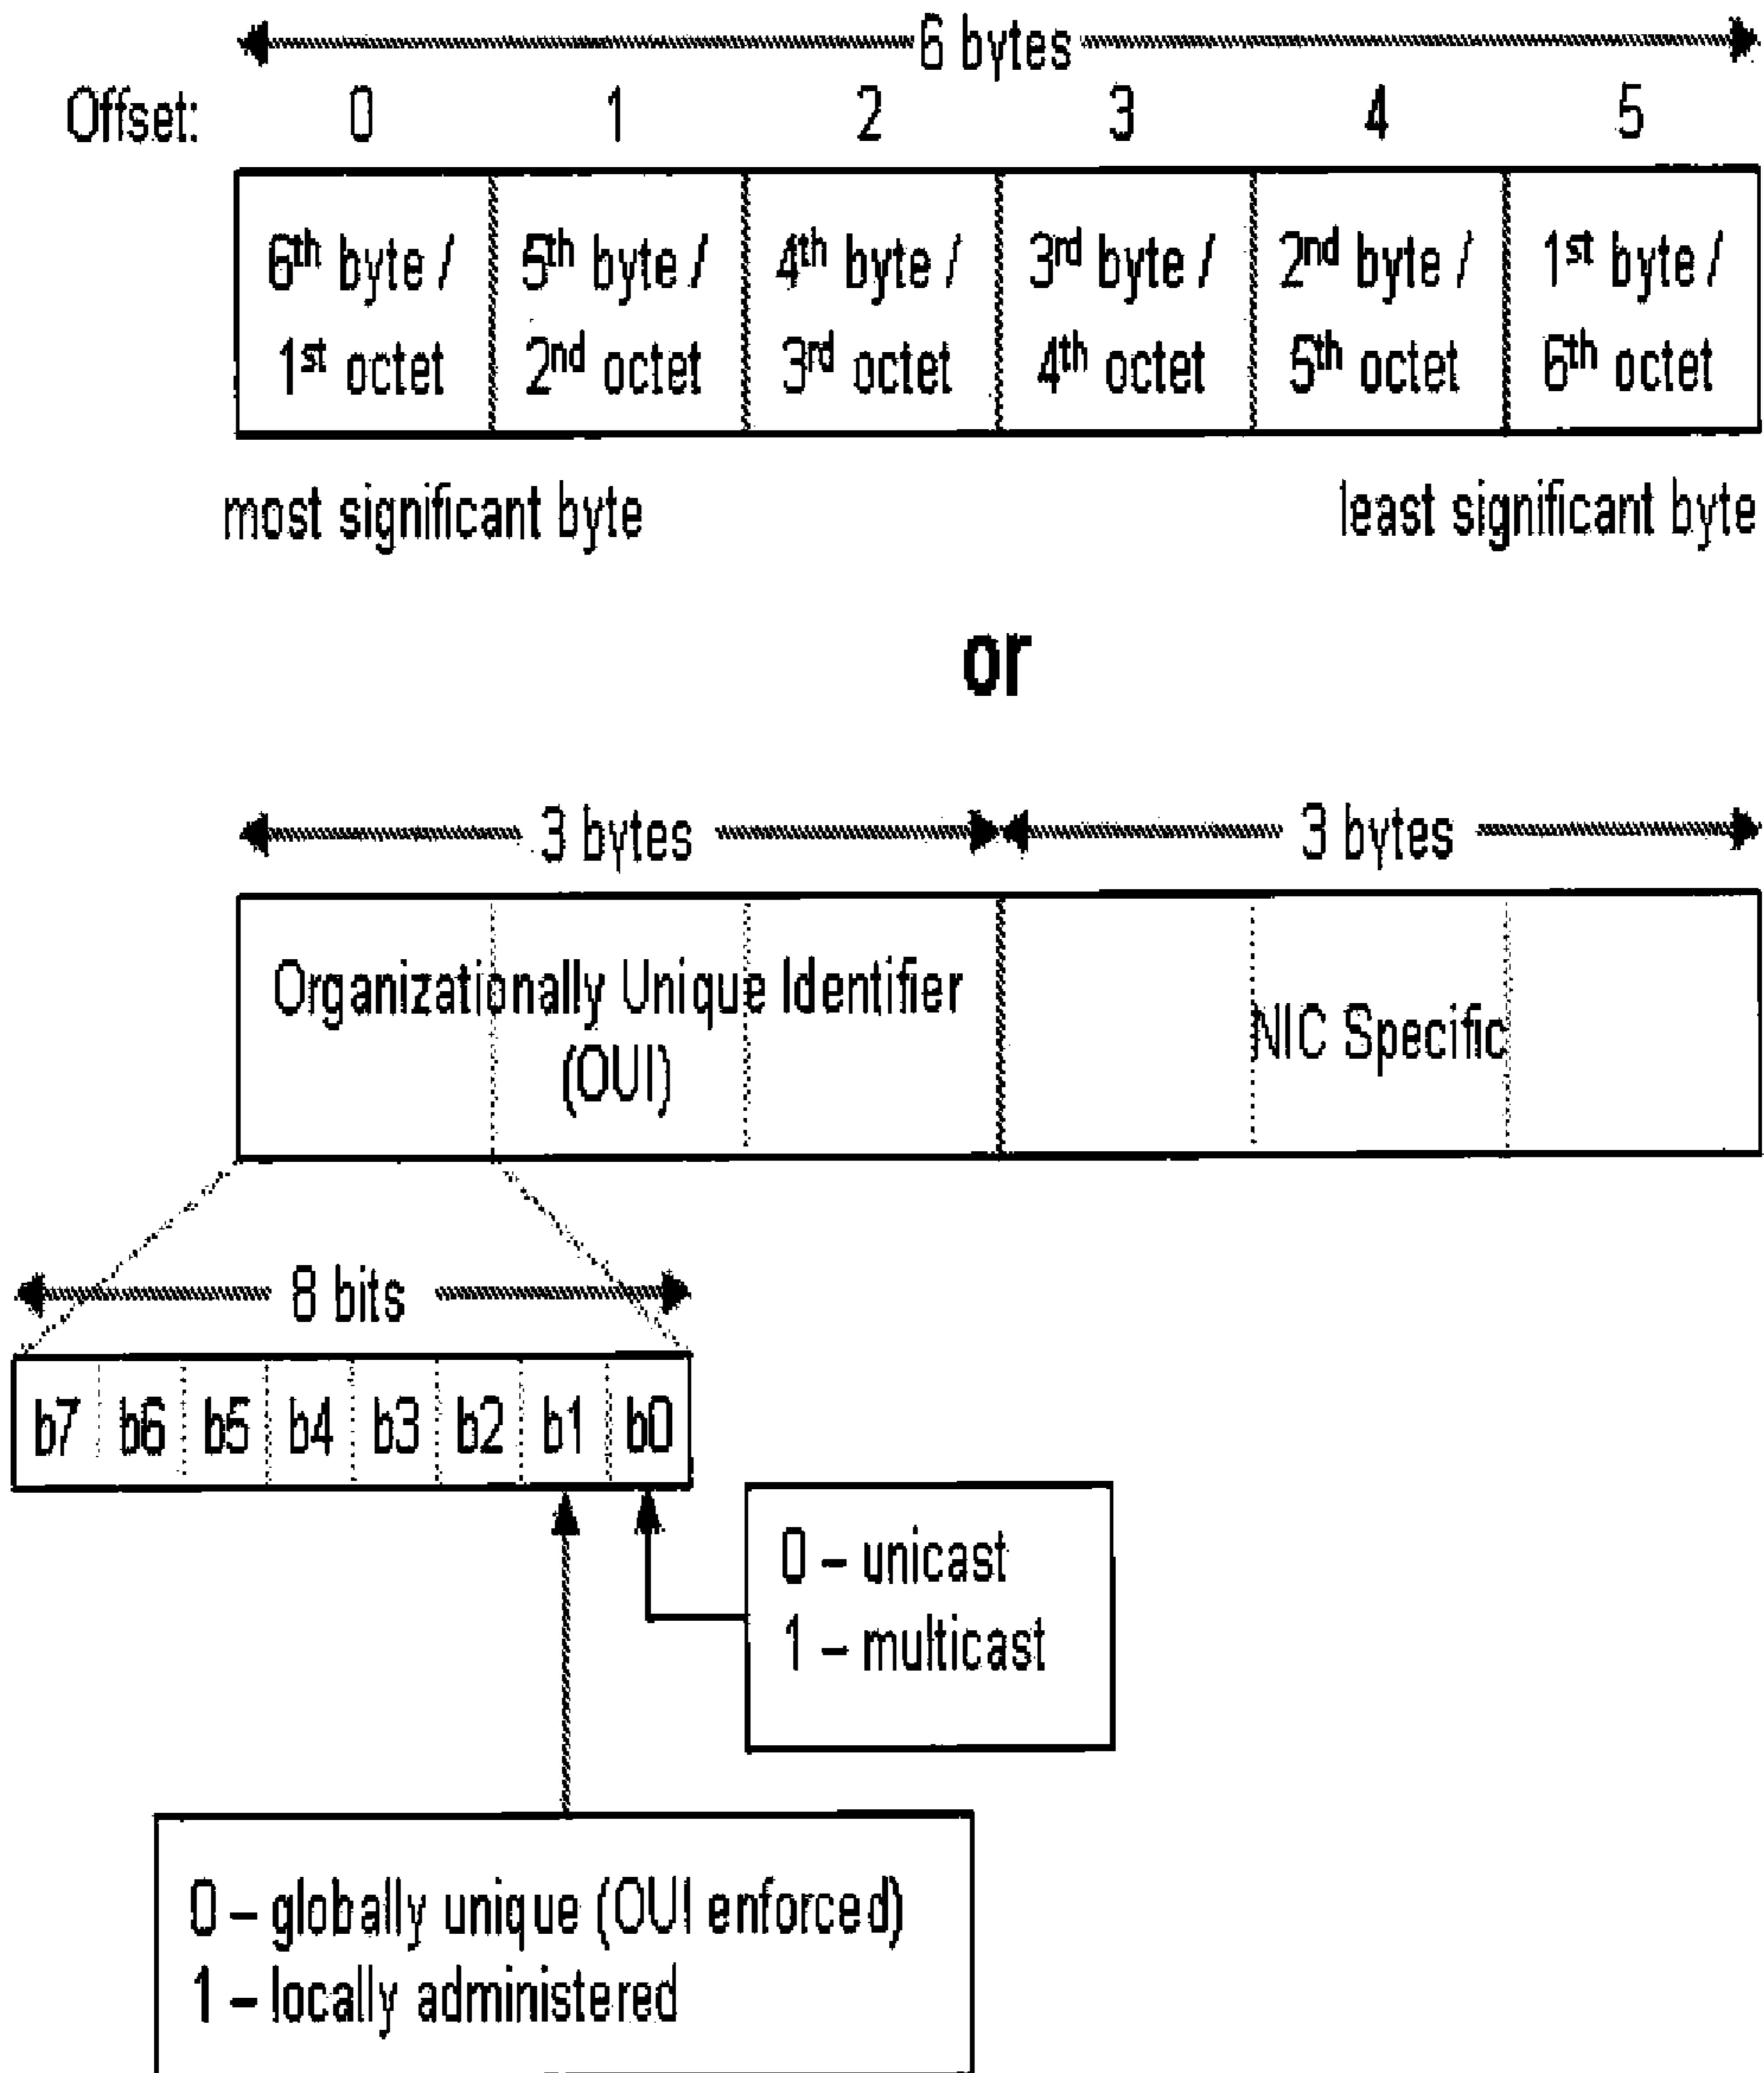 6 bytes
Offset: 0 1 2 3 4 5
6th byte / 5th byte / 4th byte / 3rd byte / 2nd byte / 1st byte /
1st octet 2nd octet 3rd octet 4th octet 5th octet 6th octet
most significant byte least significant byte
or
3 bytes 3 bytes
Organizationally Unique Identifier
(OUI)
NIC Specific
8 bits
b7 b6 b5 b4 b3 b2 b1 b0
0 – unicast
1 – multicast
0 – globally unique (OUI enforced)
1 – locally administered